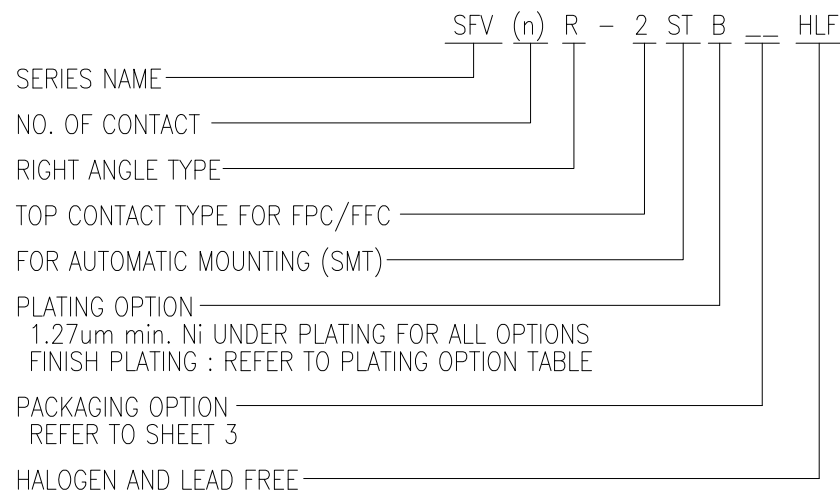 SFV (n) R - 2 ST B __ HLF
SERIES NAME
NO. OF CONTACT
RIGHT ANGLE TYPE
TOP CONTACT TYPE FOR FPC/FFC
FOR AUTOMATIC MOUNTING (SMT)
PLATING OPTION
1.27um min. Ni UNDER PLATING FOR ALL OPTIONS
FINISH PLATING : REFER TO PLATING OPTION TABLE
PACKAGING OPTION
REFER TO SHEET 3
HALOGEN AND LEAD FREE